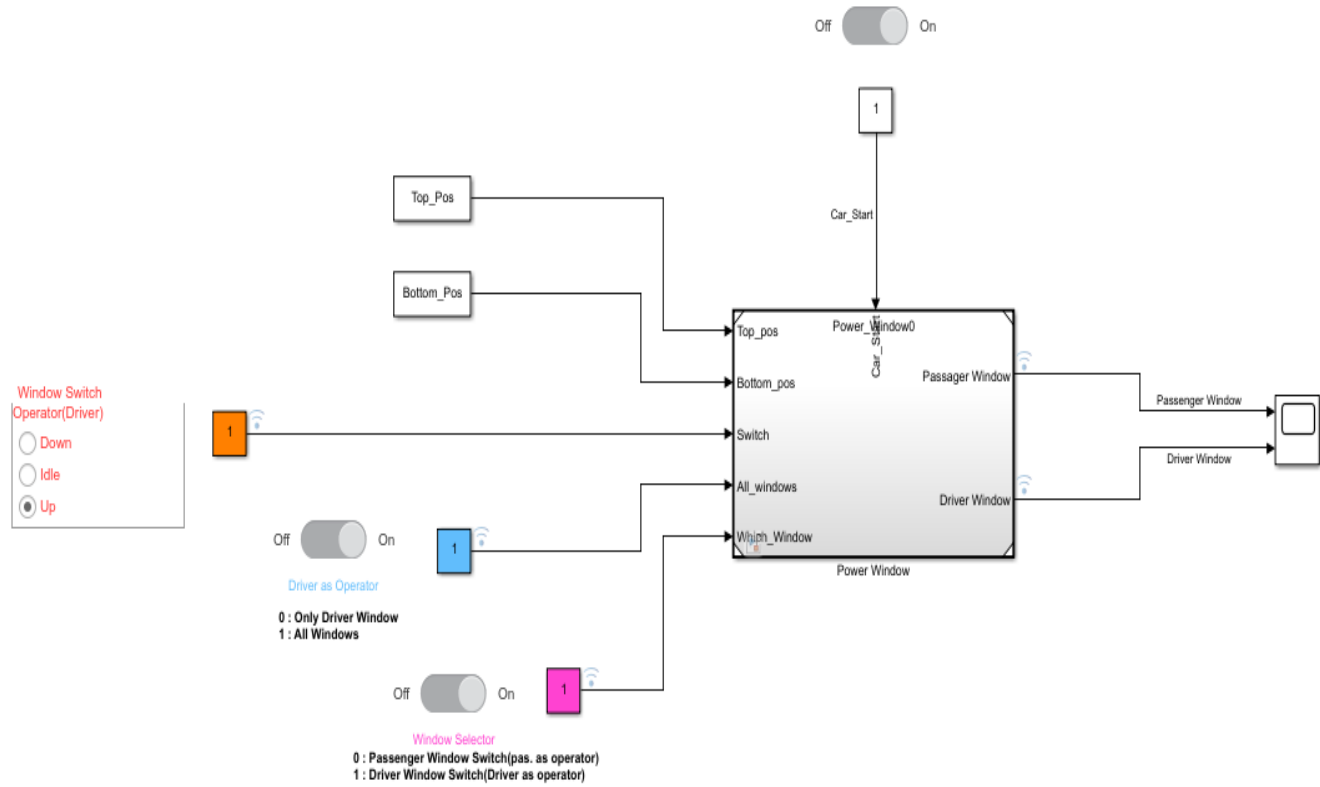 Off On
1
Car_Start
Top_Pos
Bottom_Pos
Power_Window0
Car_Start
Top_pos
Bottom_pos
Switch
All_windows
Which_Window
Passager Window
Driver Window
Power Window
Passenger Window
Driver Window
Window Switch
Operator(Driver)
Down
Idle
Up
1
Off On
1
Driver as Operator
0 : Only Driver Window
1 : All Windows
Off On
1
Window Selector
0 : Passenger Window Switch(pas. as operator)
1 : Driver Window Switch(Driver as operator)